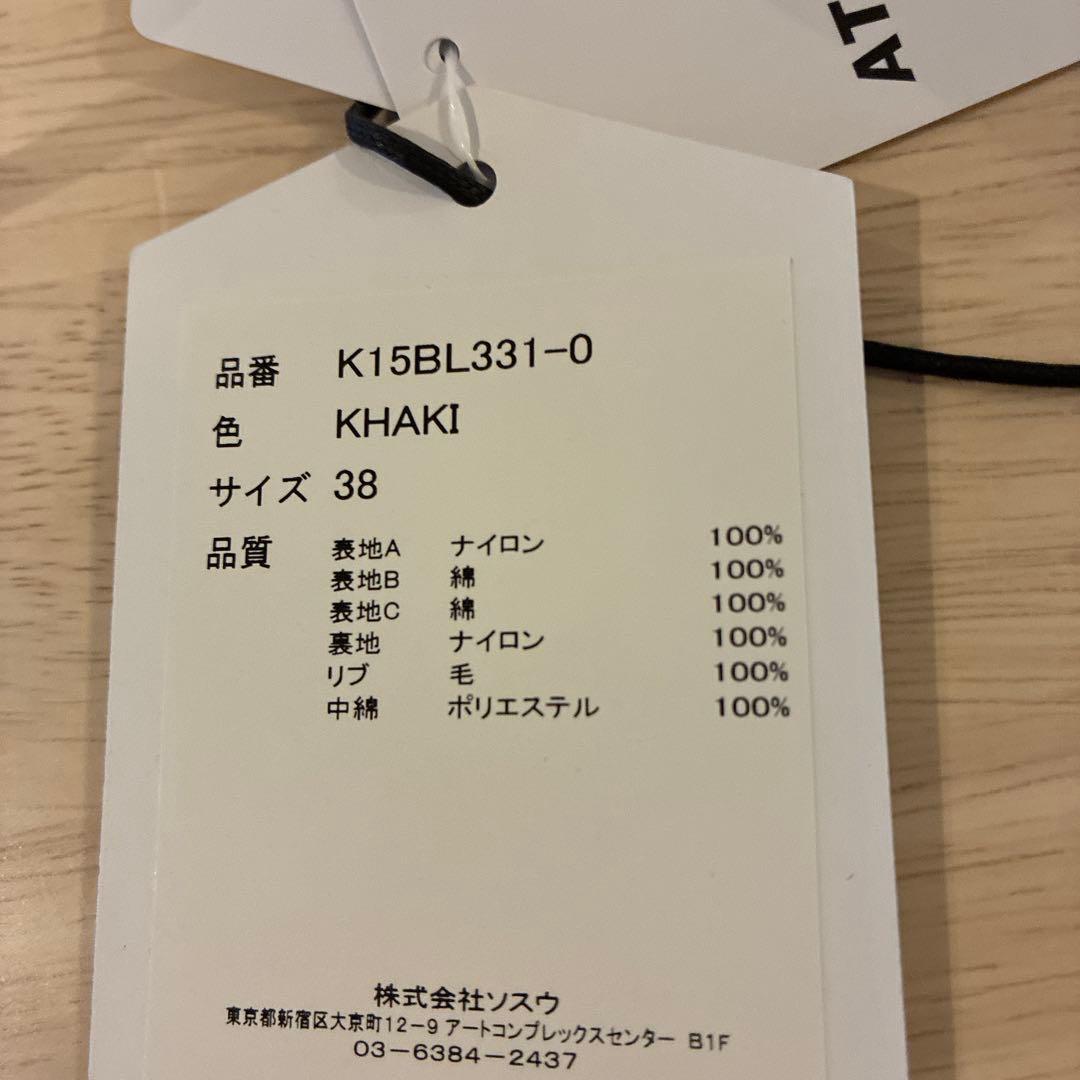 AT
品番 K15BL331-0
色 KHAKI
サイズ 38
品質 表地A ナイロン 100%
表地B 綿 100%
表地C 綿 100%
裏地 ナイロン 100%
リブ 毛 100%
中綿 ポリエステル 100%
株式会社ソスウ
東京都新宿区大京町12-9 アートコンプレックスセンター B1F
03-6384-2437